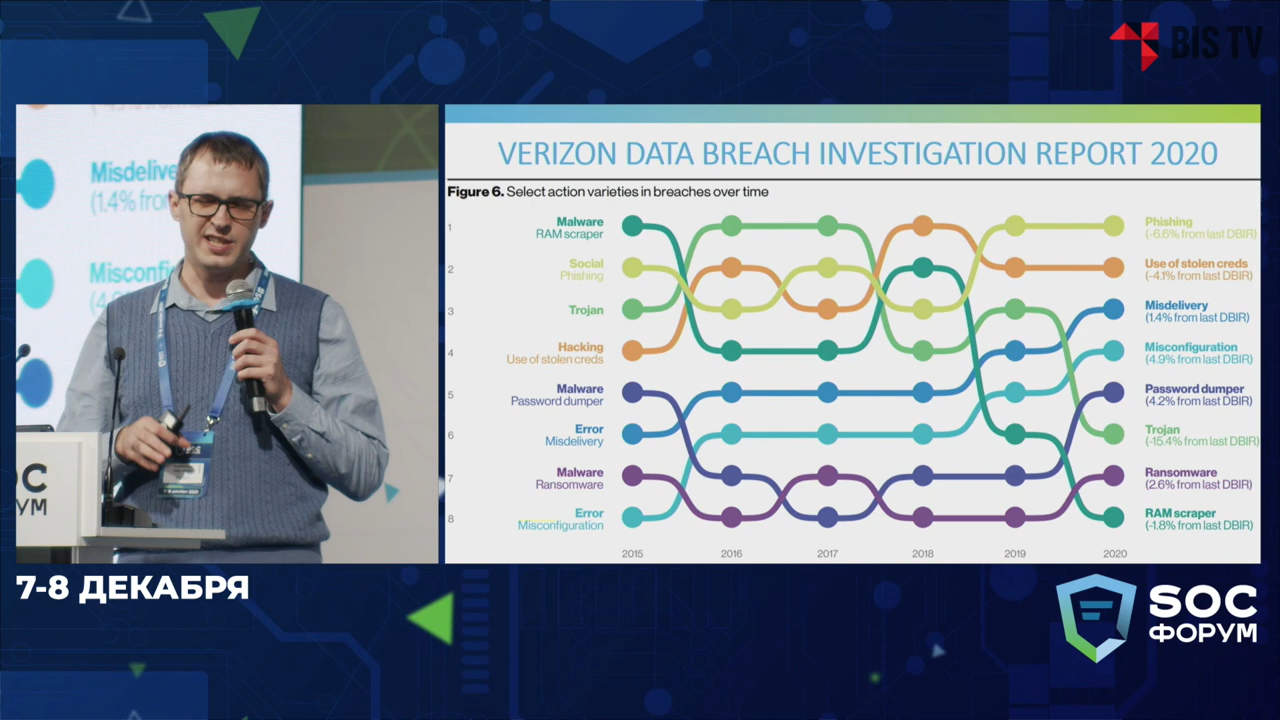 BIS TV
Misdelive
(1.4% from
Misconfi
SOC
ФОРУМ
7-8 ДЕКАБРЯ
VERIZON DATA BREACH INVESTIGATION REPORT 2020
Figure 6. Select action varieties in breaches over time
1
2
3
4
5
6
7
8
Malware
RAM scraper
Social
Phishing
Trojan
Hacking
Use of stolen creds
Malware
Password dumper
Error
Misdelivery
Malware
Ransomware
Error
Misconfiguration
Phishing
(-6.6% from last DBIR)
Use of stolen creds
(-4.1% from last DBIR)
Misdelivery
(1.4% from last DBIR)
Misconfiguration
(4.9% from last DBIR)
Password dumper
(4.2% from last DBIR)
Trojan
(-15.4% from last DBIR)
Ransomware
(2.6% from last DBIR)
RAM scraper
(-1.8% from last DBIR)
2015 2016 2017 2018 2019 2020
SOC
ФОРУМ